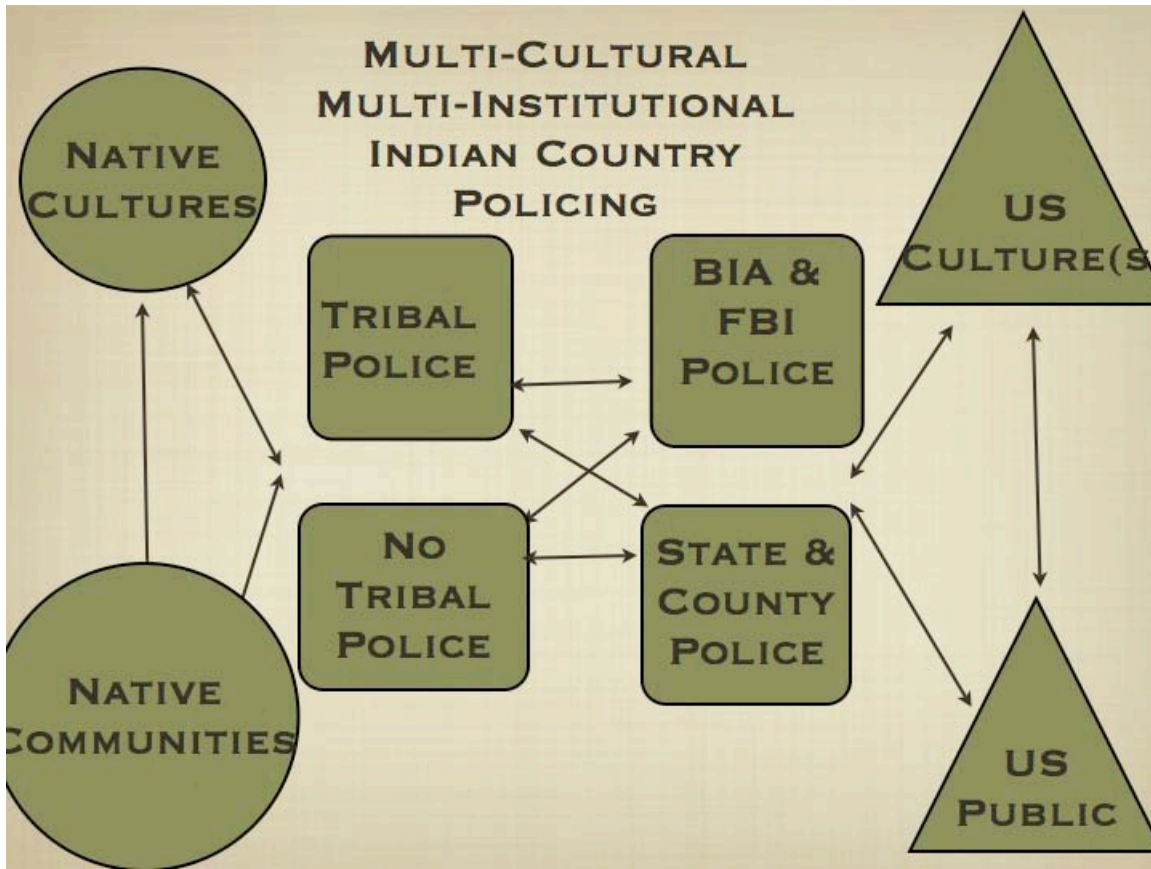 Multi-Cultural
Multi-Institutional
Indian Country
Policing
Native
Cultures
Tribal
Police
BIA &
FBI
Police
US
Culture(s
No
Tribal
Police
State &
County
Police
Native
Communities
US
Public